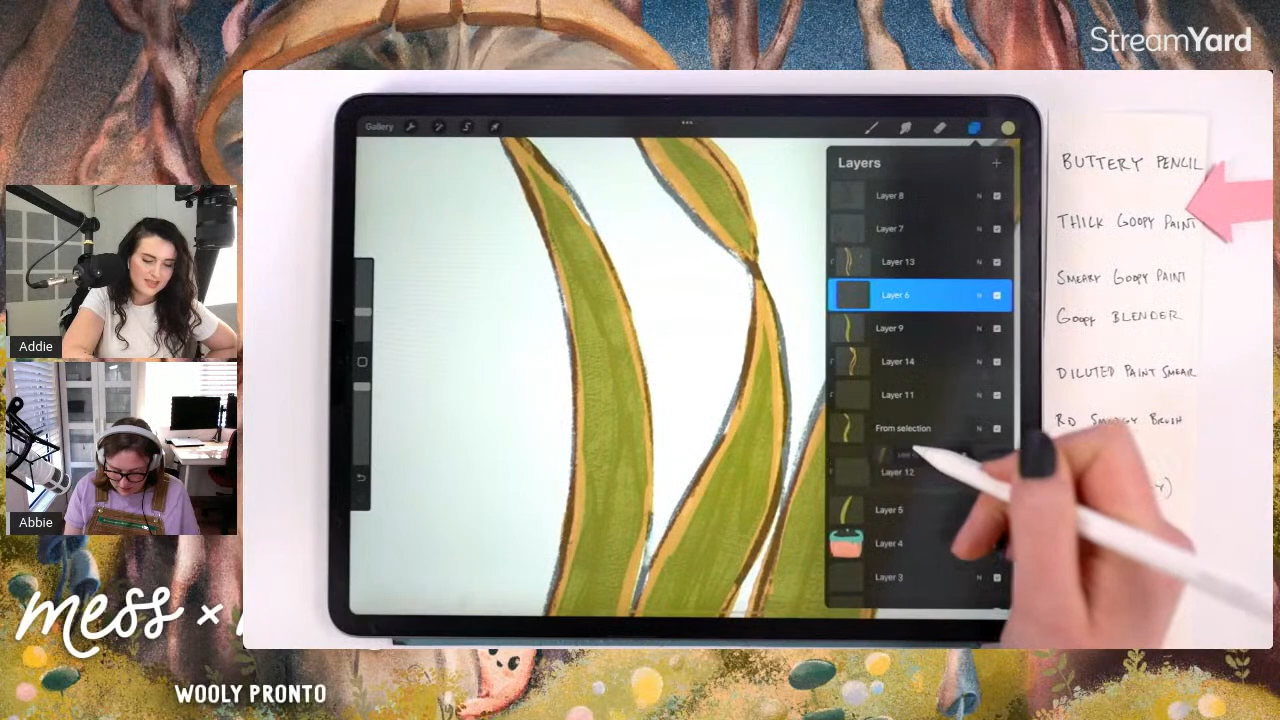 StreamYard
Gallery
Layers
Layer 8 N
Layer 7 N
Layer 13 N
Layer 6 N
Layer 9 N
Layer 14 N
Layer 11 N
From selection N
Layer 12
Layer 5
Layer 4
Layer 3 N
BUTTERY PENCIL
THICK GOOPY PAINT
SMEARY GOOPY PAINT
GOOPY BLENDER
DILUTED PAINT SMEAR
BRUSH
Addie
Abbie
mess ×
WOOLY PRONTO